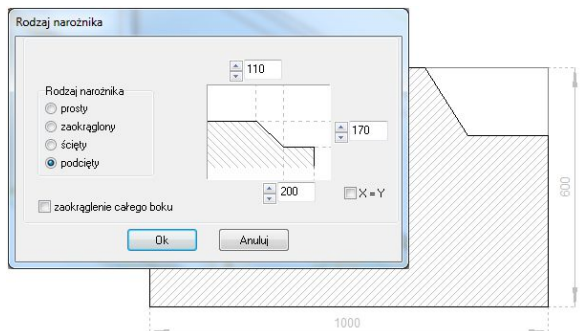 Rodzaj narożnika
110
Rodzaj narożnika
prosty
zaokrąglony
ścięty
podcięty
170
200
X = Y
zaokrąglenie całego boku
Ok
Anuluj
600
1000